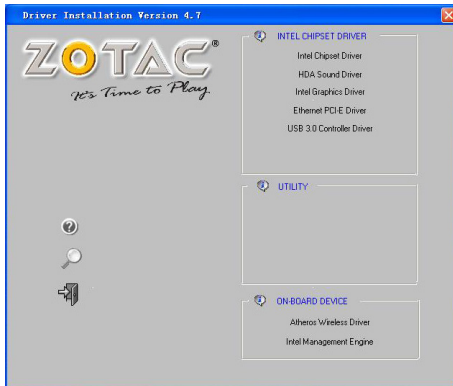 Driver Installation Version 4.7
ZOTAC®
It's Time to Play
INTEL CHIPSET DRIVER
Intel Chipset Driver
HDA Sound Driver
Intel Graphics Driver
Ethernet PCI-E Driver
USB 3.0 Controller Driver
UTILITY
ON-BOARD DEVICE
Atheros Wireless Driver
Intel Management Engine